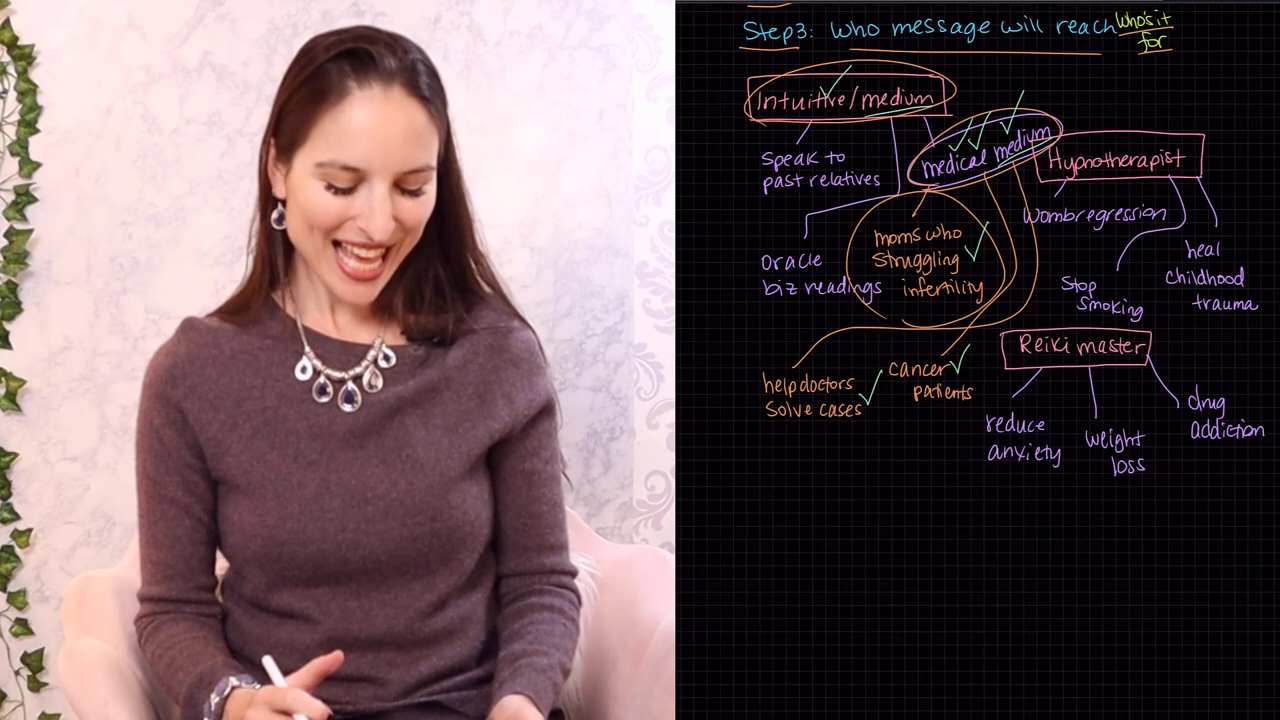 Step3: Who message will reach
Who's it
for
Intuitive/medium
Speak to
past relatives
medical medium
Hypnotherapist
Oracle
biz readings
moms who
struggling
infertility
Womb regression
Stop
Smoking
heal
childhood
trauma
help doctors
Solve cases
cancer
patients
Reiki master
reduce
anxiety
weight
loss
drug
addiction